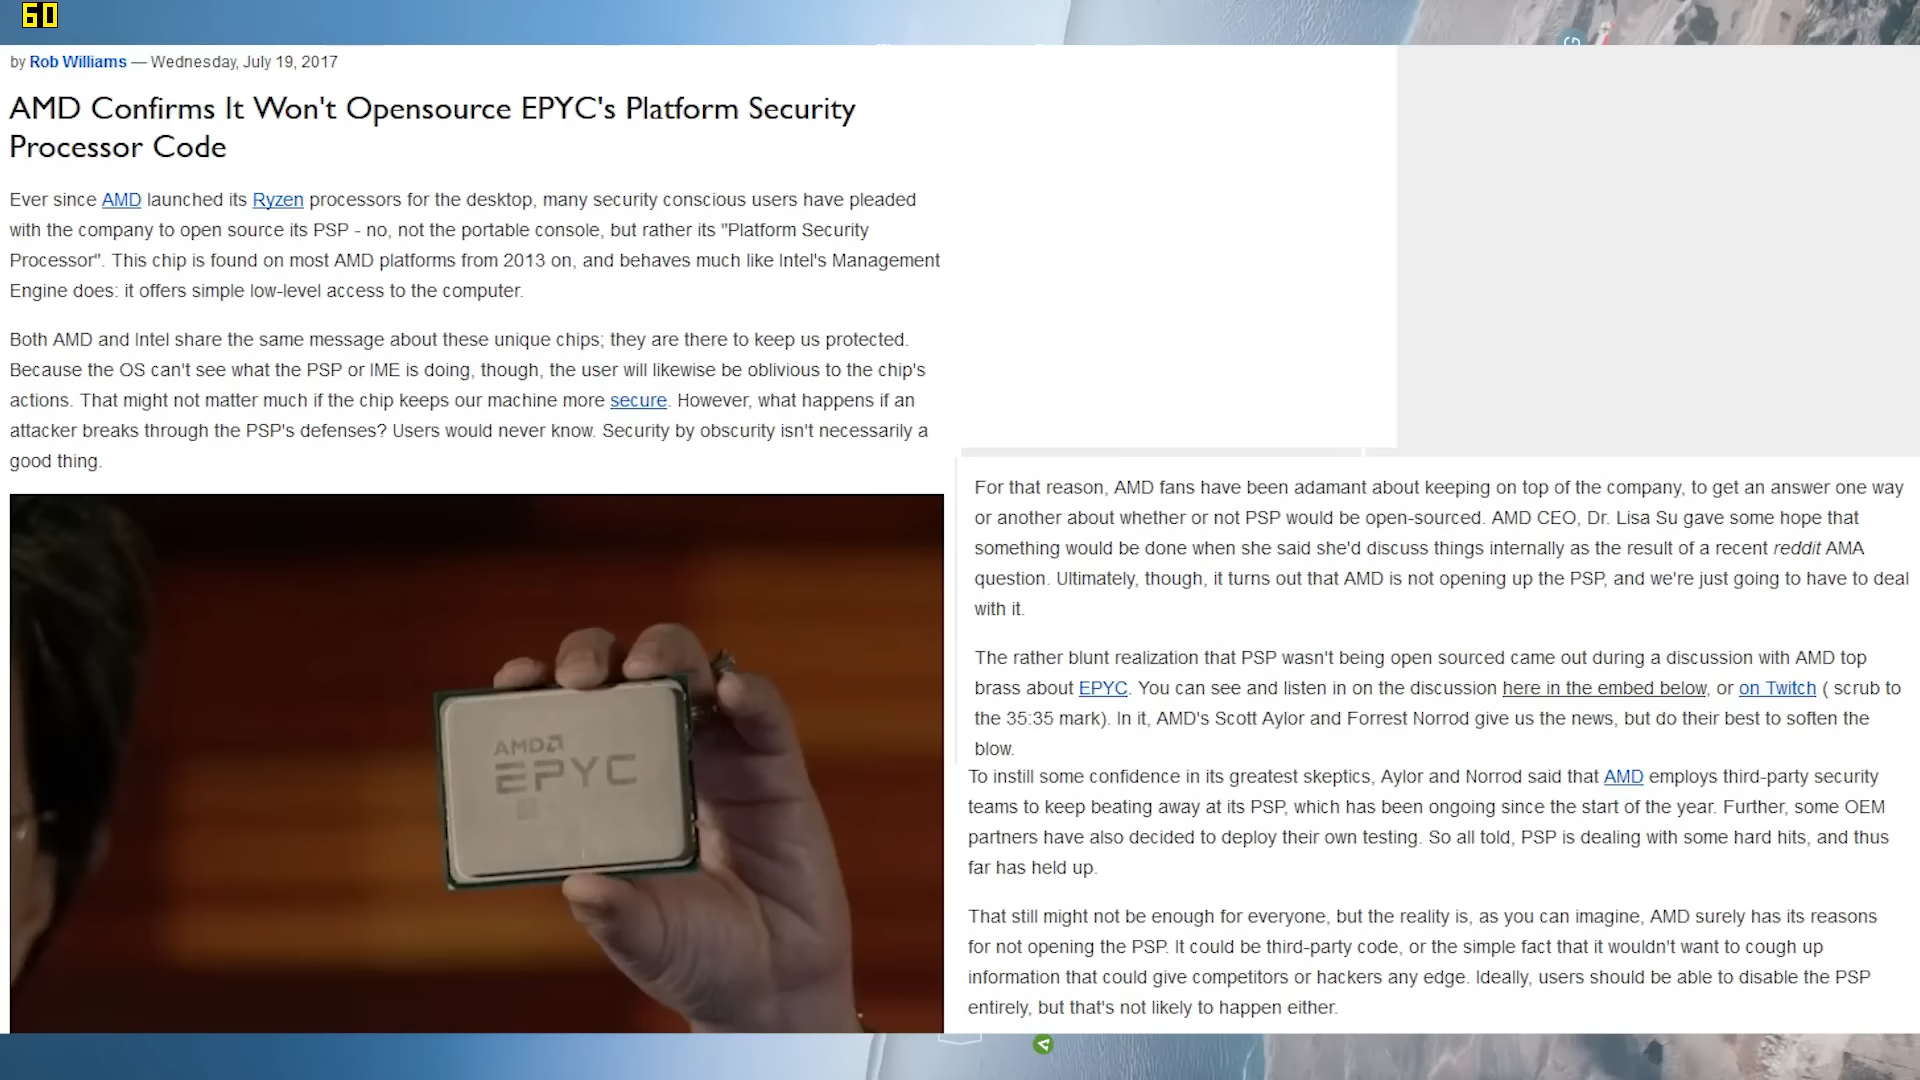 60
by Rob Williams — Wednesday, July 19, 2017
AMD Confirms It Won't Opensource EPYC's Platform Security
Processor Code
Ever since AMD launched its Ryzen processors for the desktop, many security conscious users have pleaded
with the company to open source its PSP - no, not the portable console, but rather its "Platform Security
Processor". This chip is found on most AMD platforms from 2013 on, and behaves much like Intel's Management
Engine does: it offers simple low-level access to the computer.
Both AMD and Intel share the same message about these unique chips; they are there to keep us protected.
Because the OS can't see what the PSP or IME is doing, though, the user will likewise be oblivious to the chip's
actions. That might not matter much if the chip keeps our machine more secure. However, what happens if an
attacker breaks through the PSP's defenses? Users would never know. Security by obscurity isn't necessarily a
good thing.
AMD
EPYC
For that reason, AMD fans have been adamant about keeping on top of the company, to get an answer one way
or another about whether or not PSP would be open-sourced. AMD CEO, Dr. Lisa Su gave some hope that
something would be done when she said she'd discuss things internally as the result of a recent reddit AMA
question. Ultimately, though, it turns out that AMD is not opening up the PSP, and we're just going to have to deal
with it.
The rather blunt realization that PSP wasn't being open sourced came out during a discussion with AMD top
brass about EPYC. You can see and listen in on the discussion here in the embed below, or on Twitch ( scrub to
the 35:35 mark). In it, AMD's Scott Aylor and Forrest Norrod give us the news, but do their best to soften the
blow.
To instill some confidence in its greatest skeptics, Aylor and Norrod said that AMD employs third-party security
teams to keep beating away at its PSP, which has been ongoing since the start of the year. Further, some OEM
partners have also decided to deploy their own testing. So all told, PSP is dealing with some hard hits, and thus
far has held up.
That still might not be enough for everyone, but the reality is, as you can imagine, AMD surely has its reasons
for not opening the PSP. It could be third-party code, or the simple fact that it wouldn't want to cough up
information that could give competitors or hackers any edge. Ideally, users should be able to disable the PSP
entirely, but that's not likely to happen either.